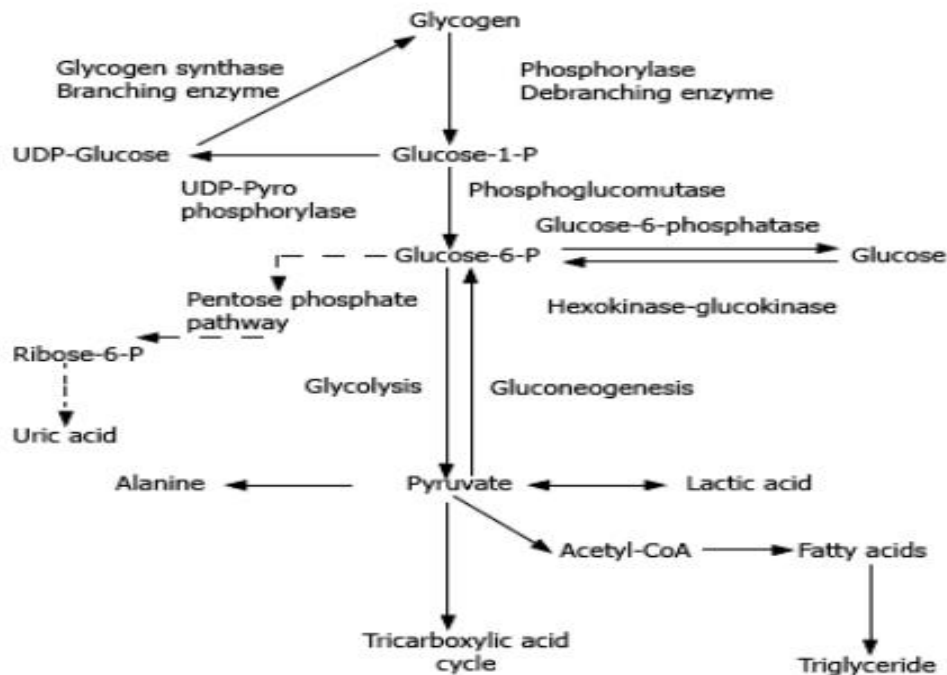 Glycogen
Glycogen synthase
Branching enzyme
Phosphorylase
Debranching enzyme
UDP-Glucose
Glucose-1-P
UDP-Pyro
phosphorylase
Phosphoglucomutase
Glucose-6-phosphatase
Glucose-6-P
Glucose
Hexokinase-glucokinase
Pentose phosphate
pathway
Ribose-6-P
Glycolysis
Gluconeogenesis
Uric acid
Alanine
Pyruvate
Lactic acid
Acetyl-CoA
Fatty acids
Tricarboxylic acid
cycle
Triglyceride